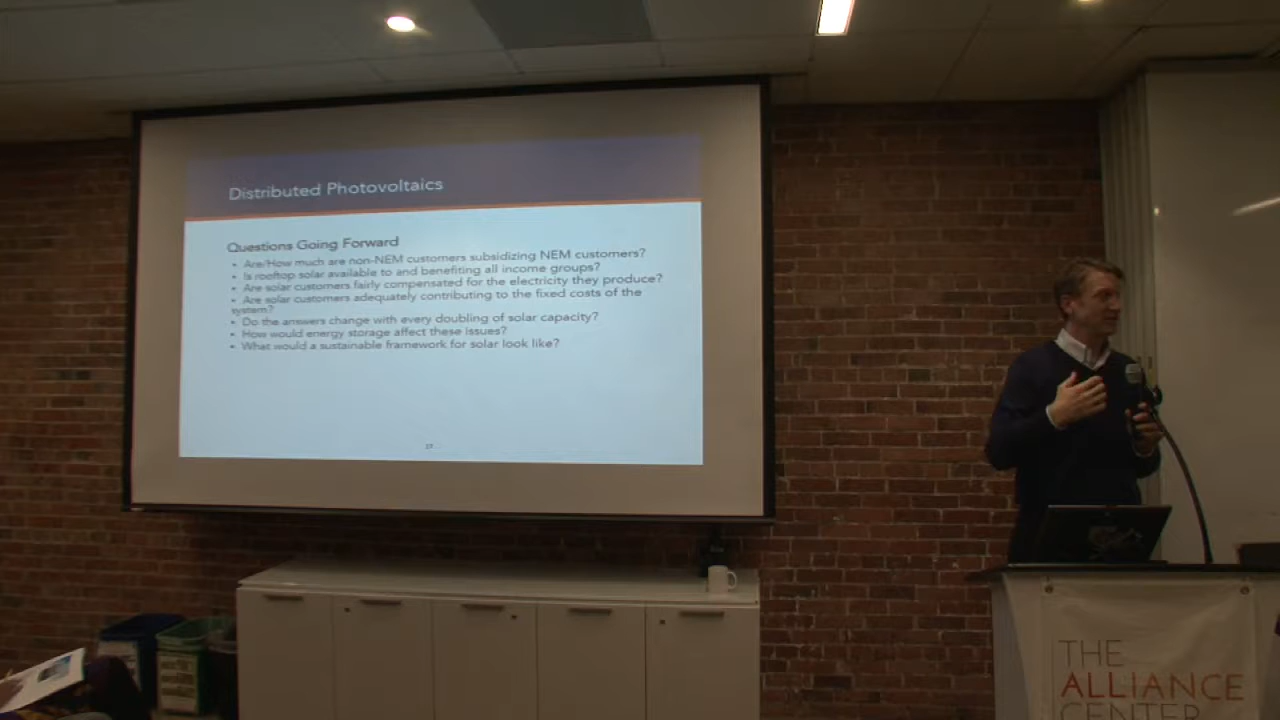 Distributed Photovoltaics
Questions Going Forward
• Are/How much are non-NEM customers subsidizing NEM customers?
• Is rooftop solar available to and benefiting all income groups?
• Are solar customers fairly compensated for the electricity they produce?
• Are solar customers adequately contributing to the fixed costs of the
system?
• Do the answers change with every doubling of solar capacity?
• How would energy storage affect these issues?
• What would a sustainable framework for solar look like?
THE
ALLIANCE
CENTER